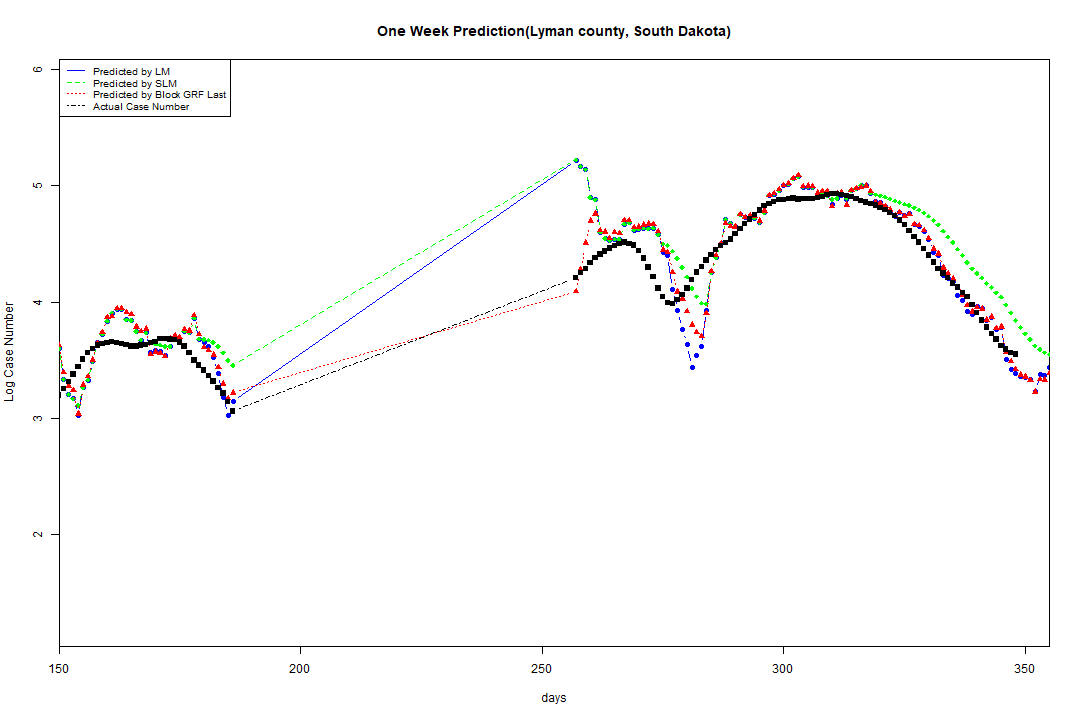 One Week Prediction(Lyman county, South Dakota)
Predicted by LM
Predicted by SLM
Predicted by Block GRF Last
Actual Case Number
Log Case Number
6
5
4
3
2
150 200 250 300 350
days